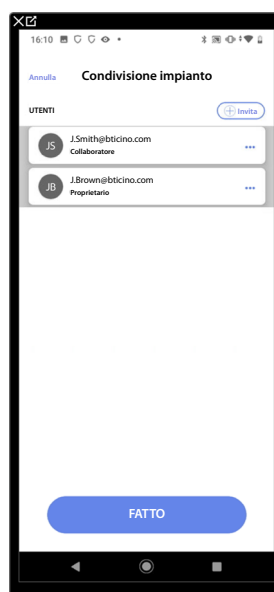 16:10
Annulla
Condivisione impianto
UTENTI
Invita
JS
J.Smith@bticino.com
Collaboratore
JB
J.Brown@bticino.com
Proprietario
FATTO